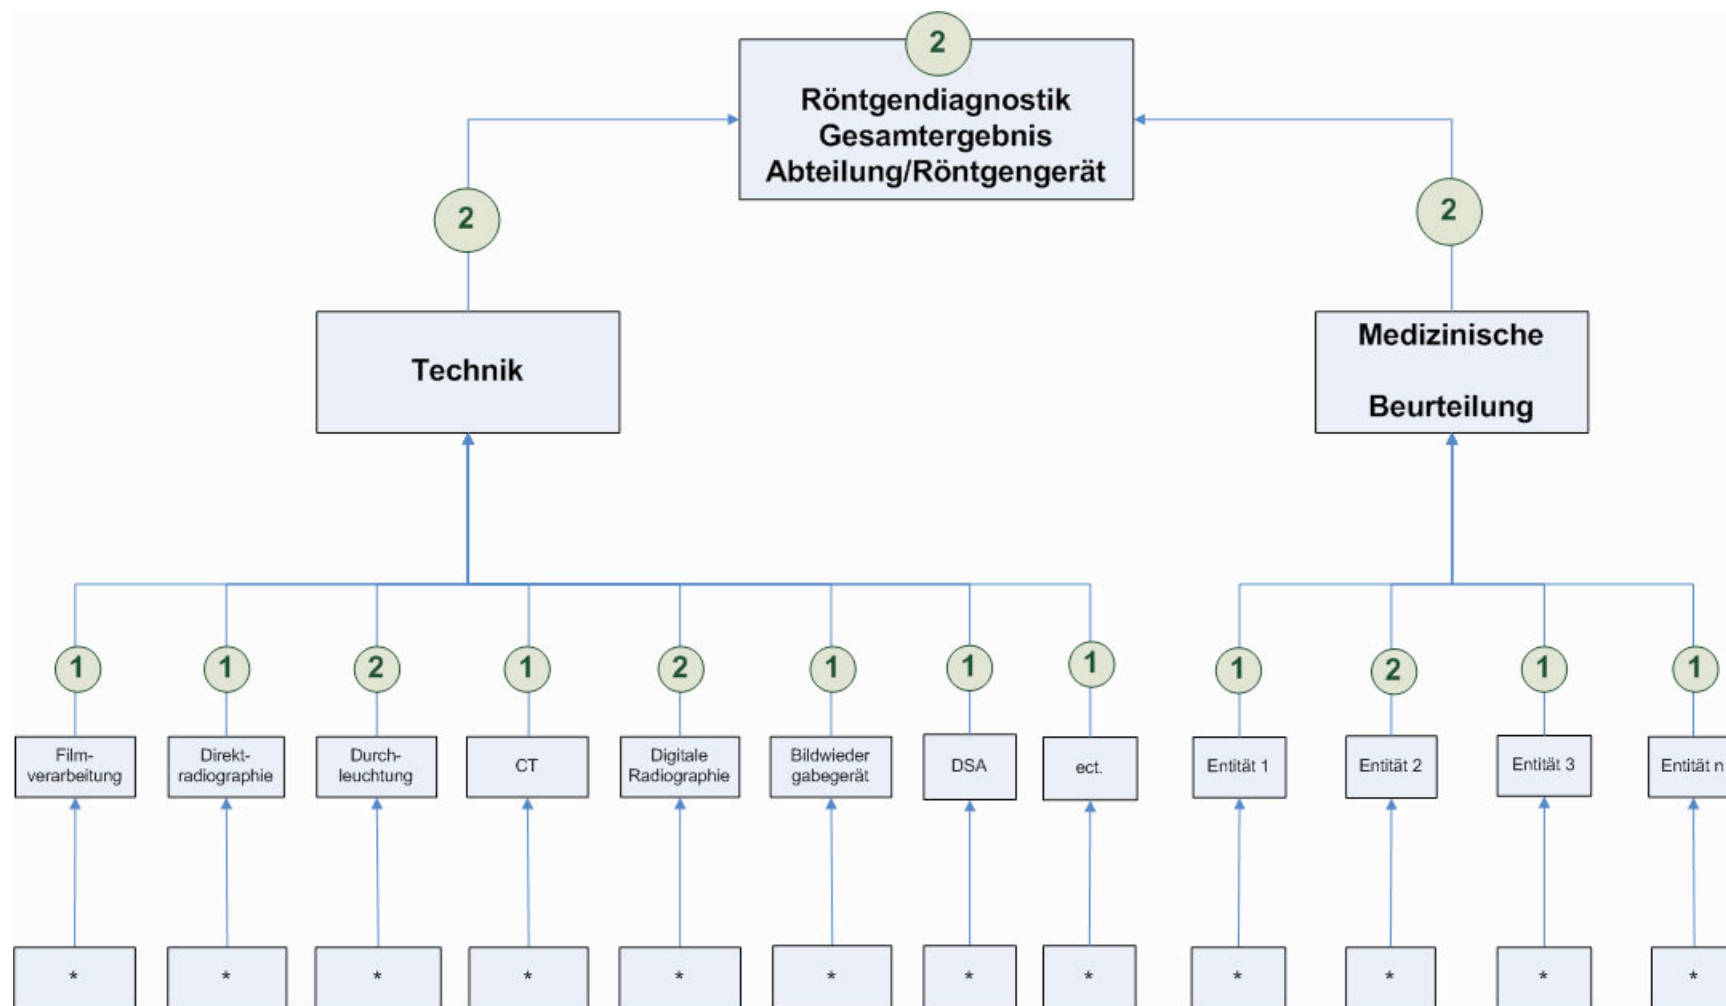 2
Röntgendiagnostik
Gesamtergebnis
Abteilung/Röntgengerät
2
2
Technik
Medizinische
Beurteilung
1
1
2
1
2
1
1
1
1
2
1
1
Film-
verarbeitung
Direkt-
radiographie
Durch-
leuchtung
CT
Digitale
Radiographie
Bildwieder
gabegerät
DSA
ect.
Entität 1
Entität 2
Entität 3
Entität n
*
*
*
*
*
*
*
*
*
*
*
*